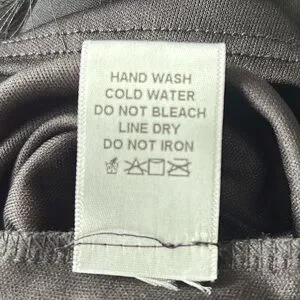 HAND WASH
COLD WATER
DO NOT BLEACH
LINE DRY
DO NOT IRON